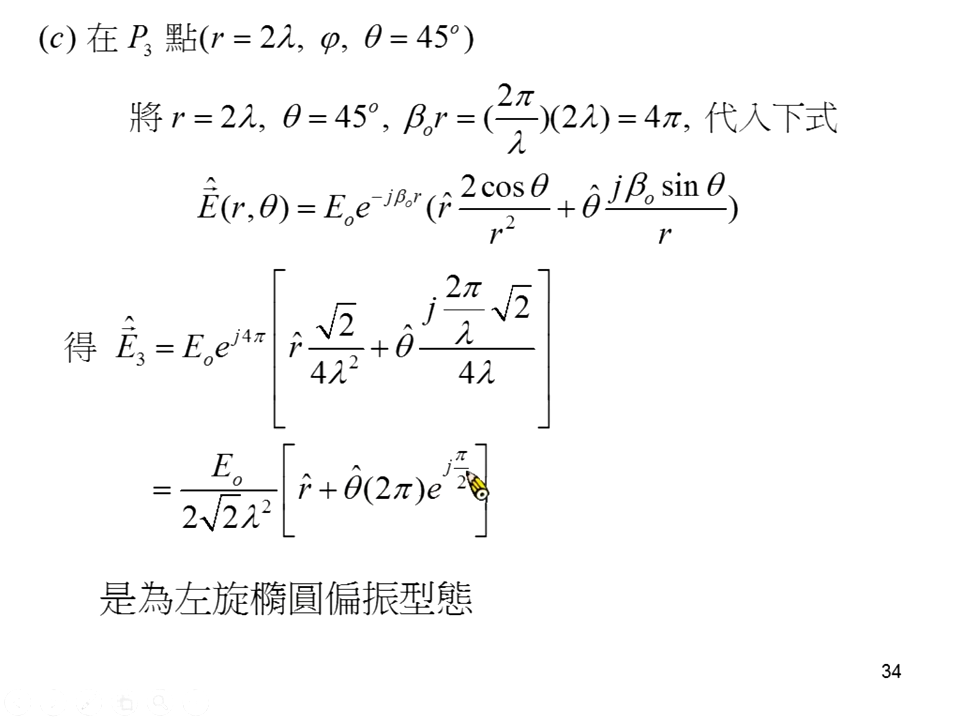 (c) 在 P₃ 點(r = 2λ, φ, θ = 45°)
將 r = 2λ, θ = 45°, βₒr = (2π/λ)(2λ) = 4π, 代入下式
Ê(r,θ) = Eₒe^{-jβₒr}(r̂ 2cosθ/r² + θ̂ jβₒ sinθ/r)
得 Ê₃ = Eₒe^{j4π}[r̂ √2/4λ² + θ̂ j(2π/λ)√2/4λ]
= Eₒ/2√2λ² [r̂ + θ̂(2π)e^{jπ/2}]
是為左旋橢圓偏振型態
34